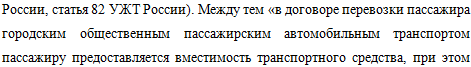 России, статья 82 УЖТ России). Между тем «в договоре перевозки пассажира
городским общественным пассажирским автомобильным транспортом
пассажиру предоставляется вместимость транспортного средства, при этом